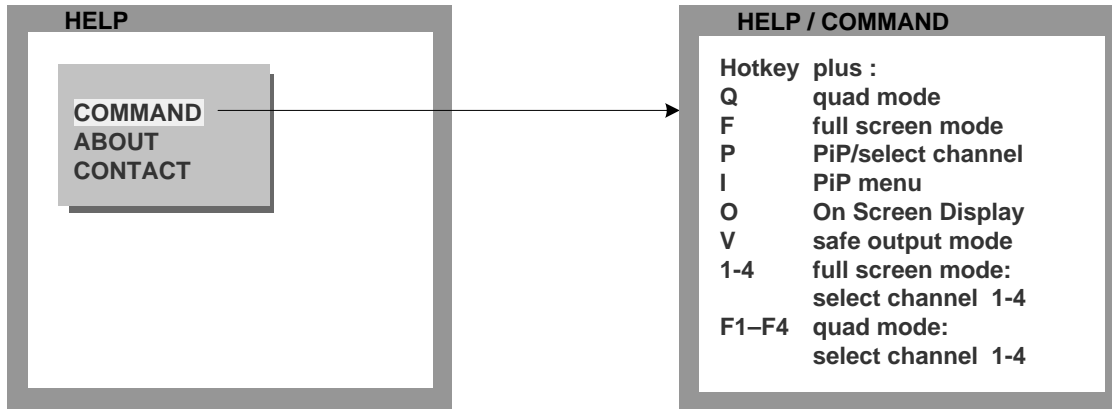 HELP
COMMAND
ABOUT
CONTACT
HELP / COMMAND
Hotkey plus :
Q quad mode
F full screen mode
P PiP/select channel
I PiP menu
O On Screen Display
V safe output mode
1-4 full screen mode:
select channel 1-4
F1–F4 quad mode:
select channel 1-4